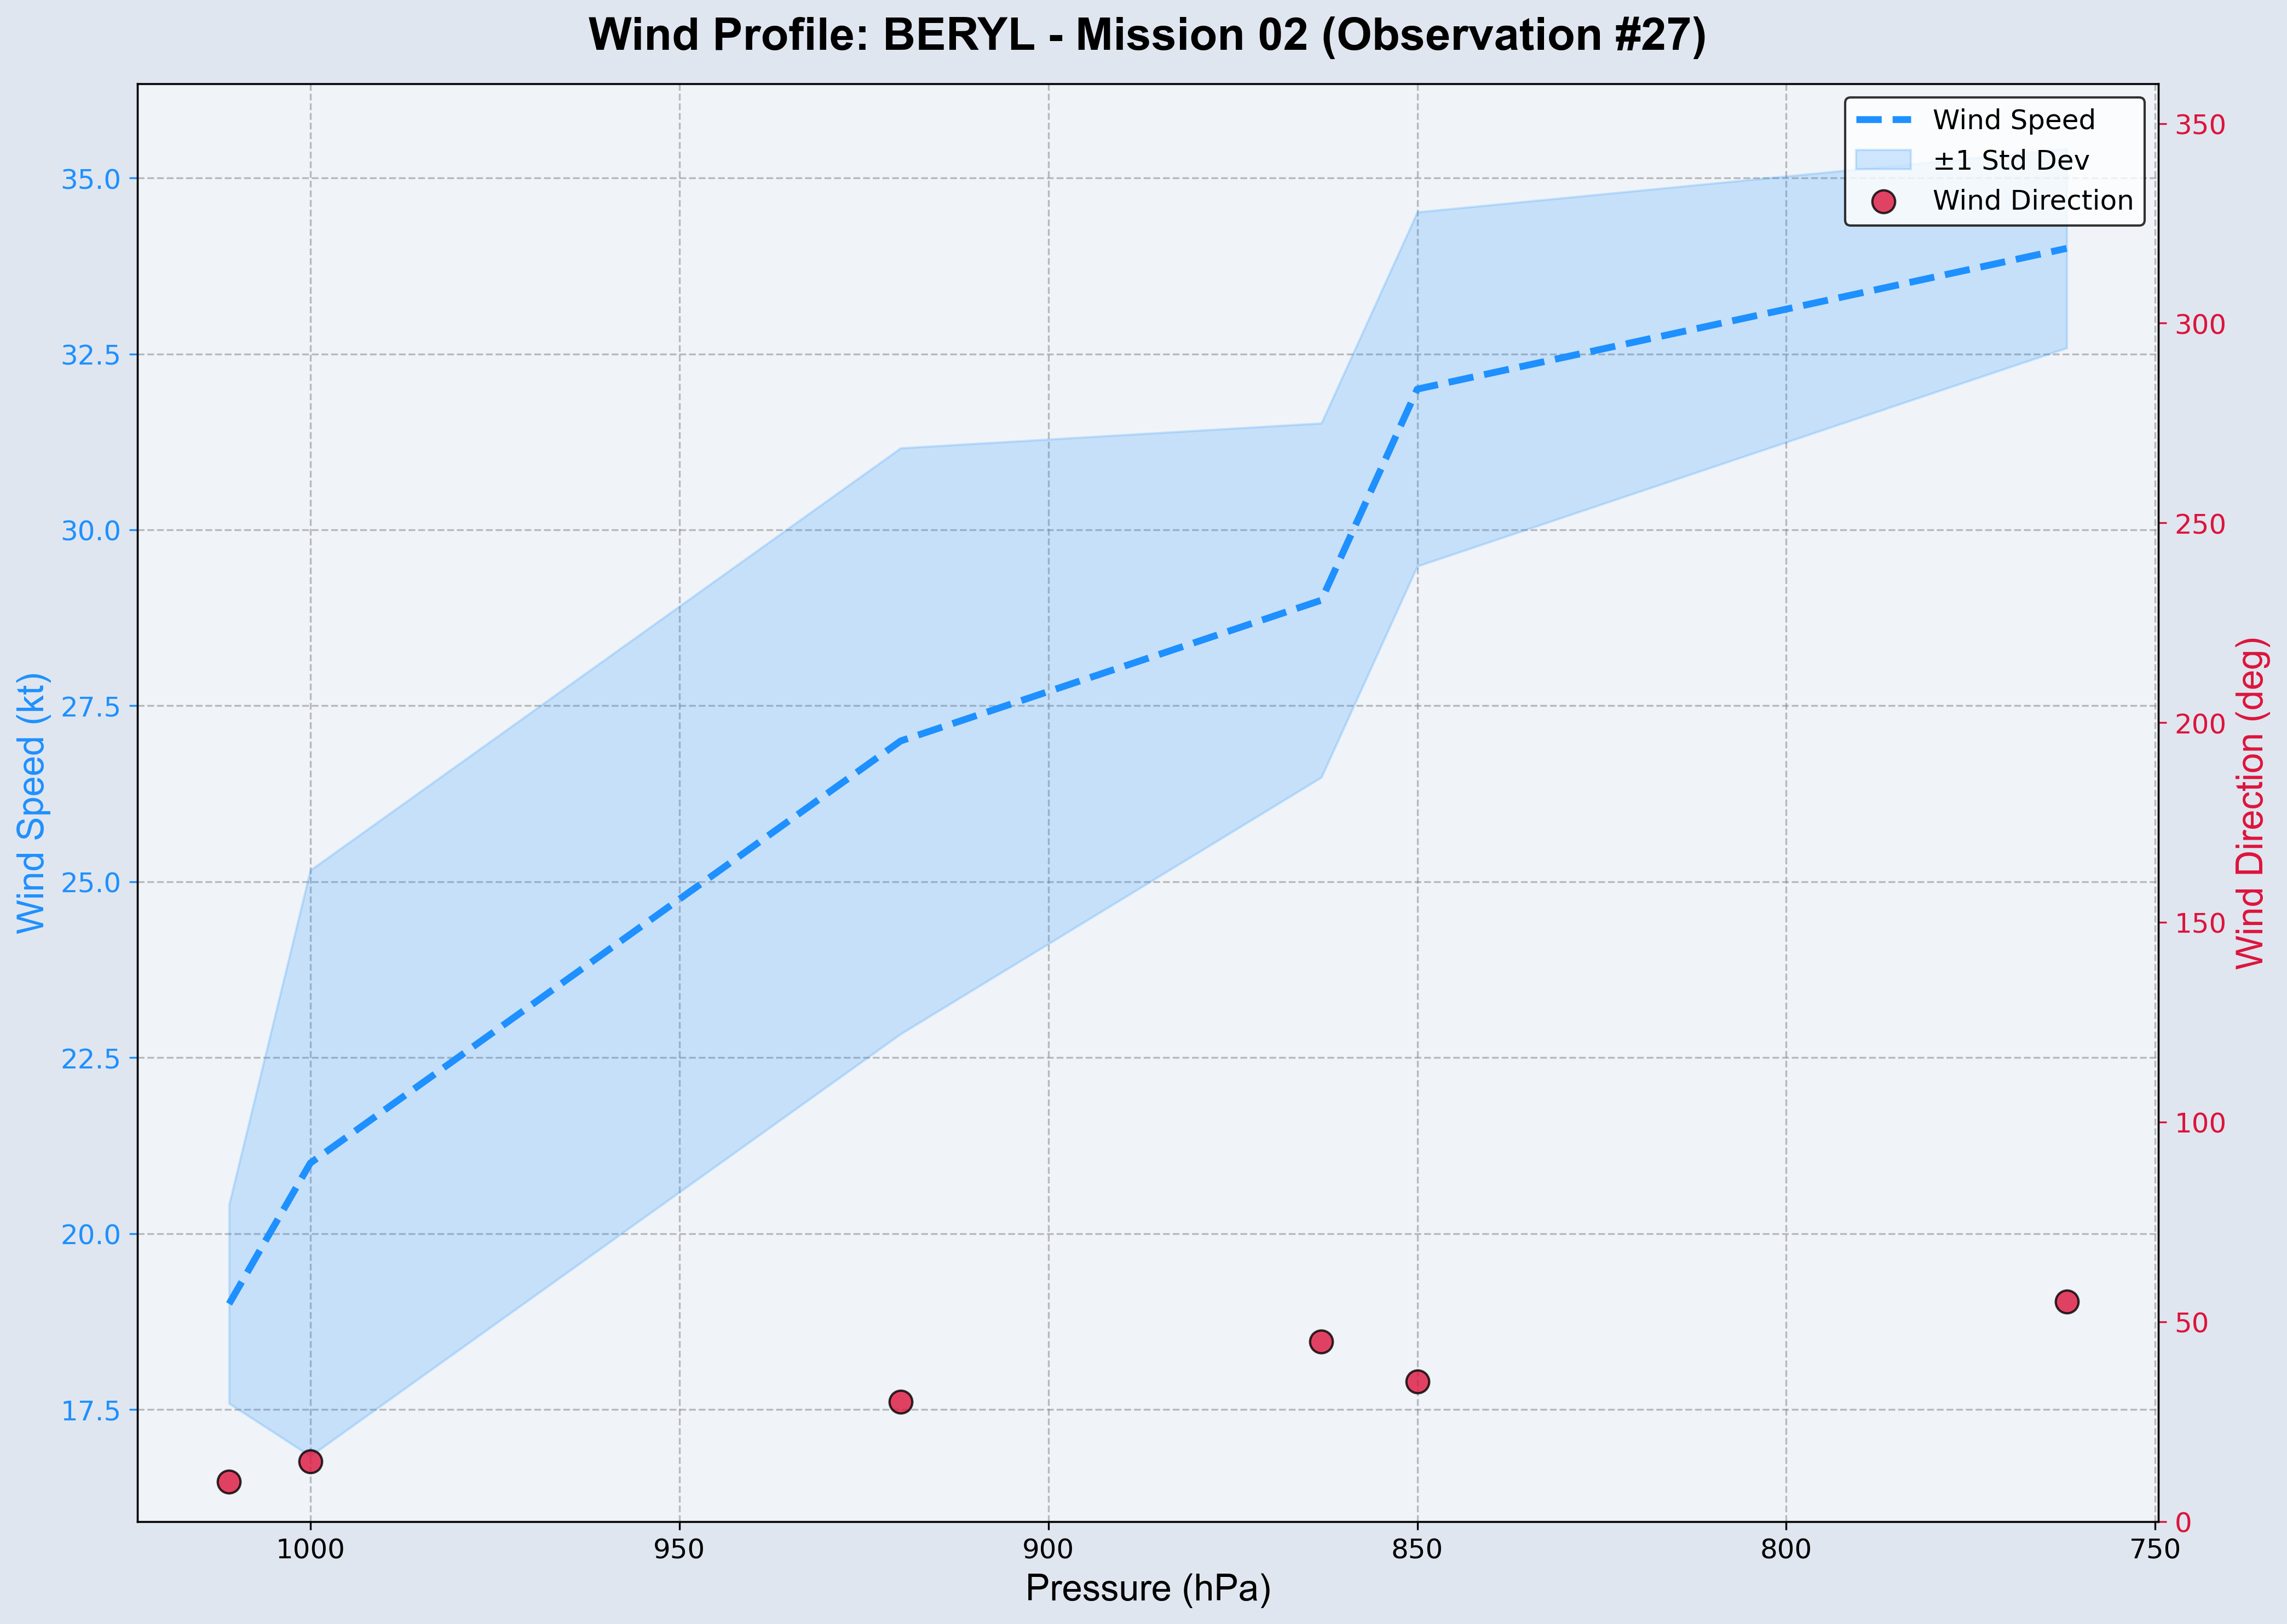 Wind Profile: BERYL - Mission 02 (Observation #27)
Wind Speed
±1 Std Dev
Wind Direction
35.0
32.5
30.0
27.5
25.0
22.5
20.0
17.5
Wind Speed (kt)
350
300
250
200
150
100
50
0
Wind Direction (deg)
1000 950 900 850 800 750
Pressure (hPa)